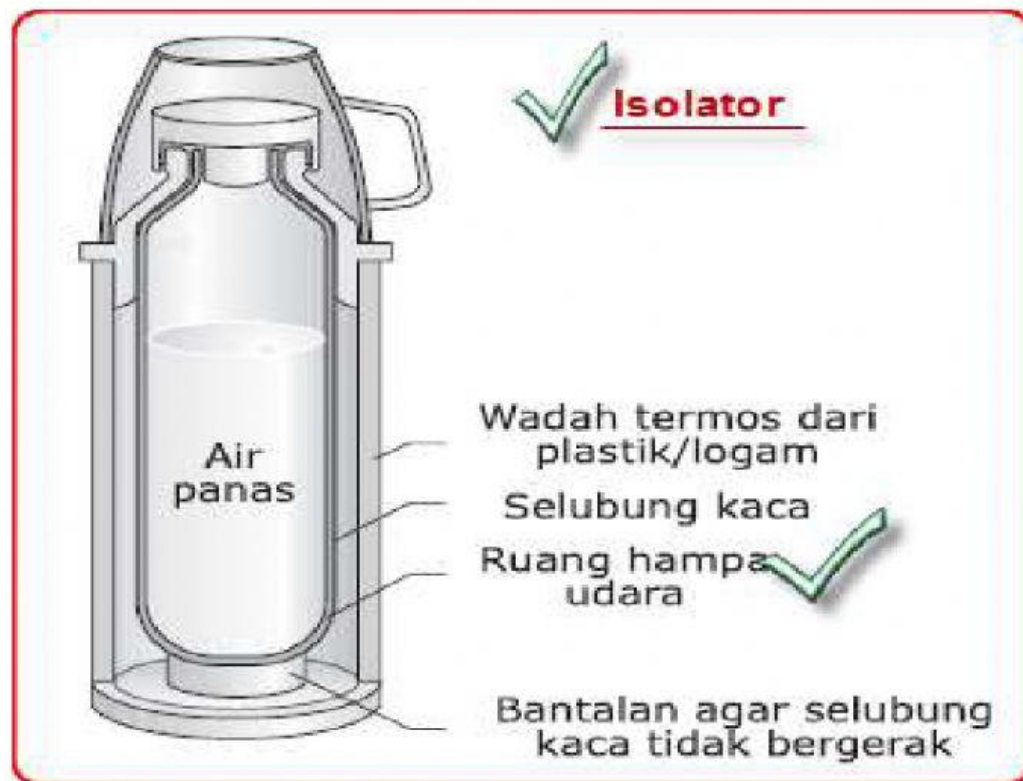 Isolator
Wadah termos dari
plastik/logam
Air
panas
Selubung kaca
Ruang hampa
udara
Bantalan agar selubung
kaca tidak bergerak